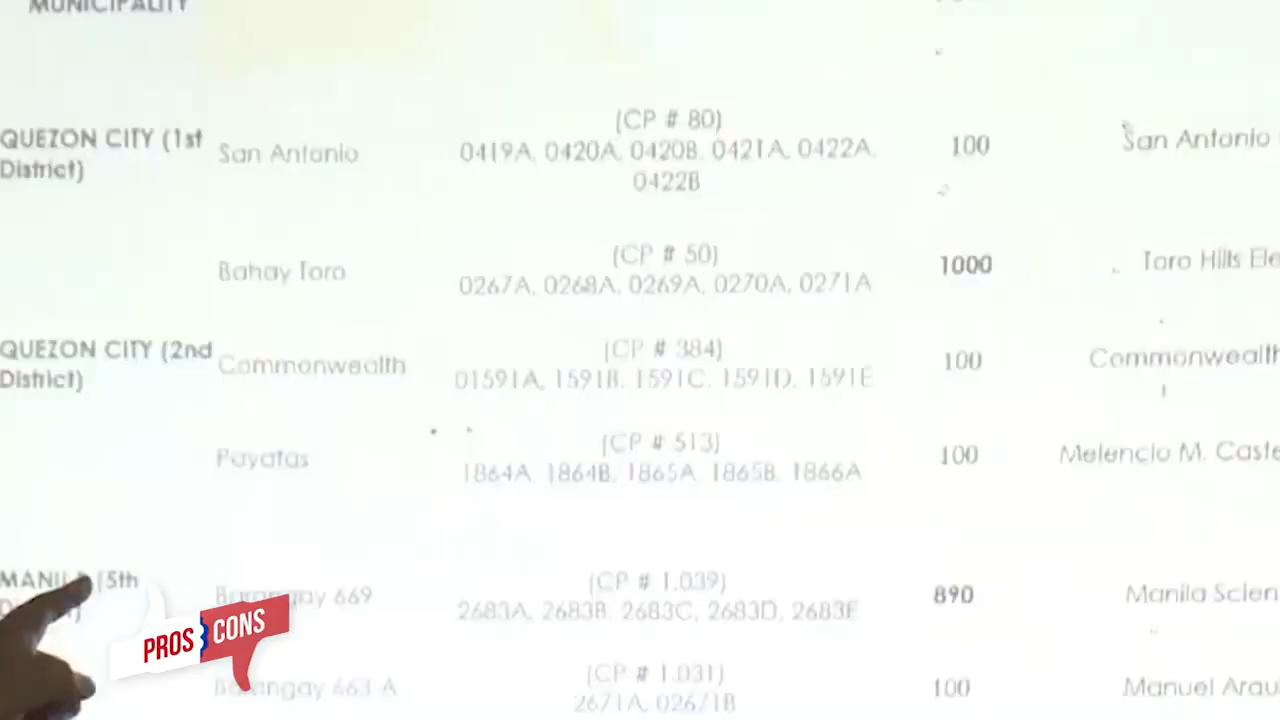 MUNICIPALITY
QUEZON CITY (1st
District)
San Antonio
(CP # 80)
0419A, 0420A, 0420B, 0421A, 0422A,
0422B
100
San Antonio
Bahay Toro
(CP # 50)
0267A, 0268A, 0269A, 0270A, 0271A
1000
Toro Hills Ele
QUEZON CITY (2nd
District)
Commonwealth
(CP # 384)
01591A, 1591B, 1591C, 1591D, 1591E
100
Commonwealth
Payatas
(CP # 513)
1864A, 1864B, 1865A, 1865B, 1866A
100
Melencio M. Caste
(5th
Barangay 669
(CP # 1,039)
2683A, 2683B, 2683C, 2683D, 2683E
890
Manila Scien
Barangay 663-A
(CP # 1,031)
2671A, 02671B
100
Manuel Arau
PROS CONS